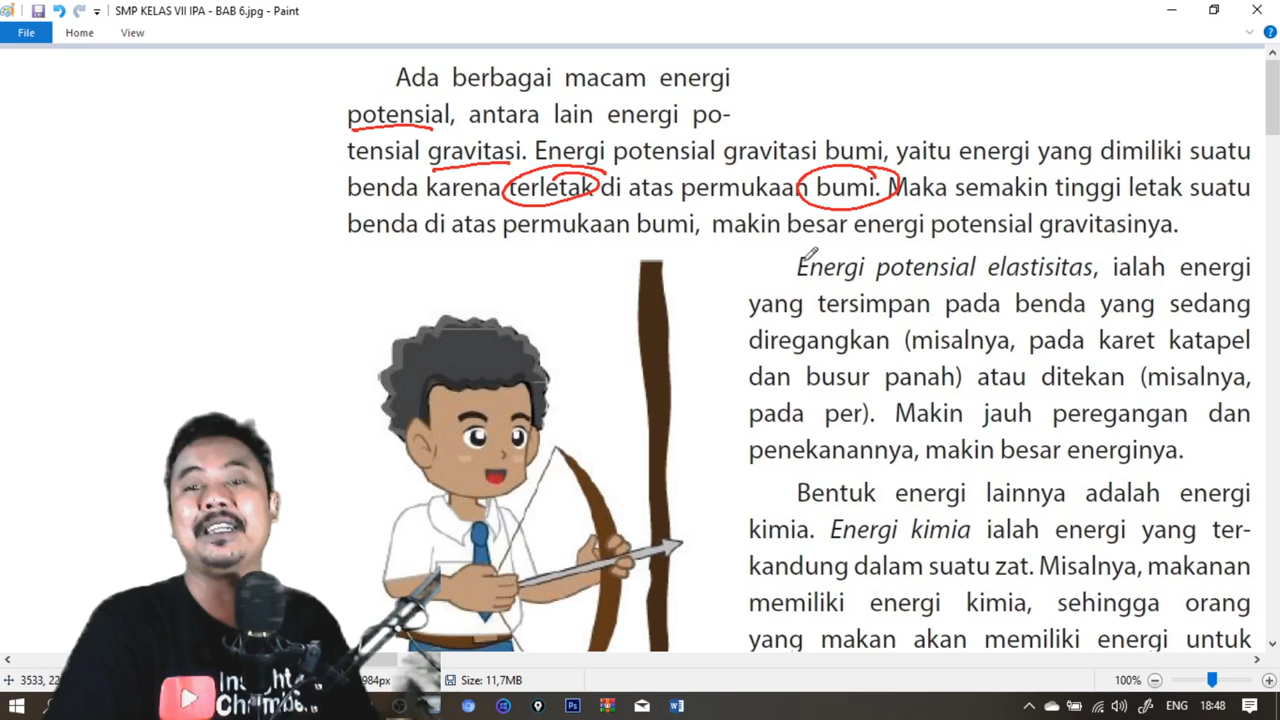 SMP KELAS VII IPA - BAB 6.jpg - Paint
File Home View
Ada berbagai macam energi
potensial, antara lain energi po-
tensial gravitasi. Energi potensial gravitasi bumi, yaitu energi yang dimiliki suatu
benda karena terletak di atas permukaan bumi. Maka semakin tinggi letak suatu
benda di atas permukaan bumi, makin besar energi potensial gravitasinya.
Energi potensial elastisitas, ialah energi
yang tersimpan pada benda yang sedang
diregangkan (misalnya, pada karet katapel
dan busur panah) atau ditekan (misalnya,
pada per). Makin jauh peregangan dan
penekanannya, makin besar energinya.
Bentuk energi lainnya adalah energi
kimia. Energi kimia ialah energi yang ter-
kandung dalam suatu zat. Misalnya, makanan
memiliki energi kimia, sehingga orang
yang makan akan memiliki energi untuk
Insight
Size: 11,7MB
100%
ENG 18:48